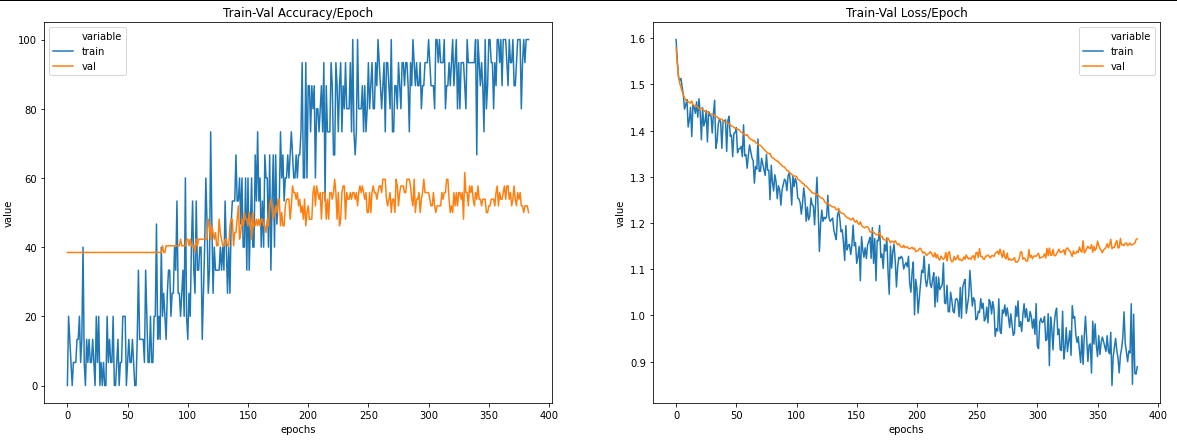 Train-Val Accuracy/Epoch
variable
train
val
100
80
60
40
20
0
value
0 50 100 150 200 250 300 350 400
epochs
Train-Val Loss/Epoch
variable
train
val
1.6
1.5
1.4
1.3
1.2
1.1
1.0
0.9
value
0 50 100 150 200 250 300 350 400
epochs